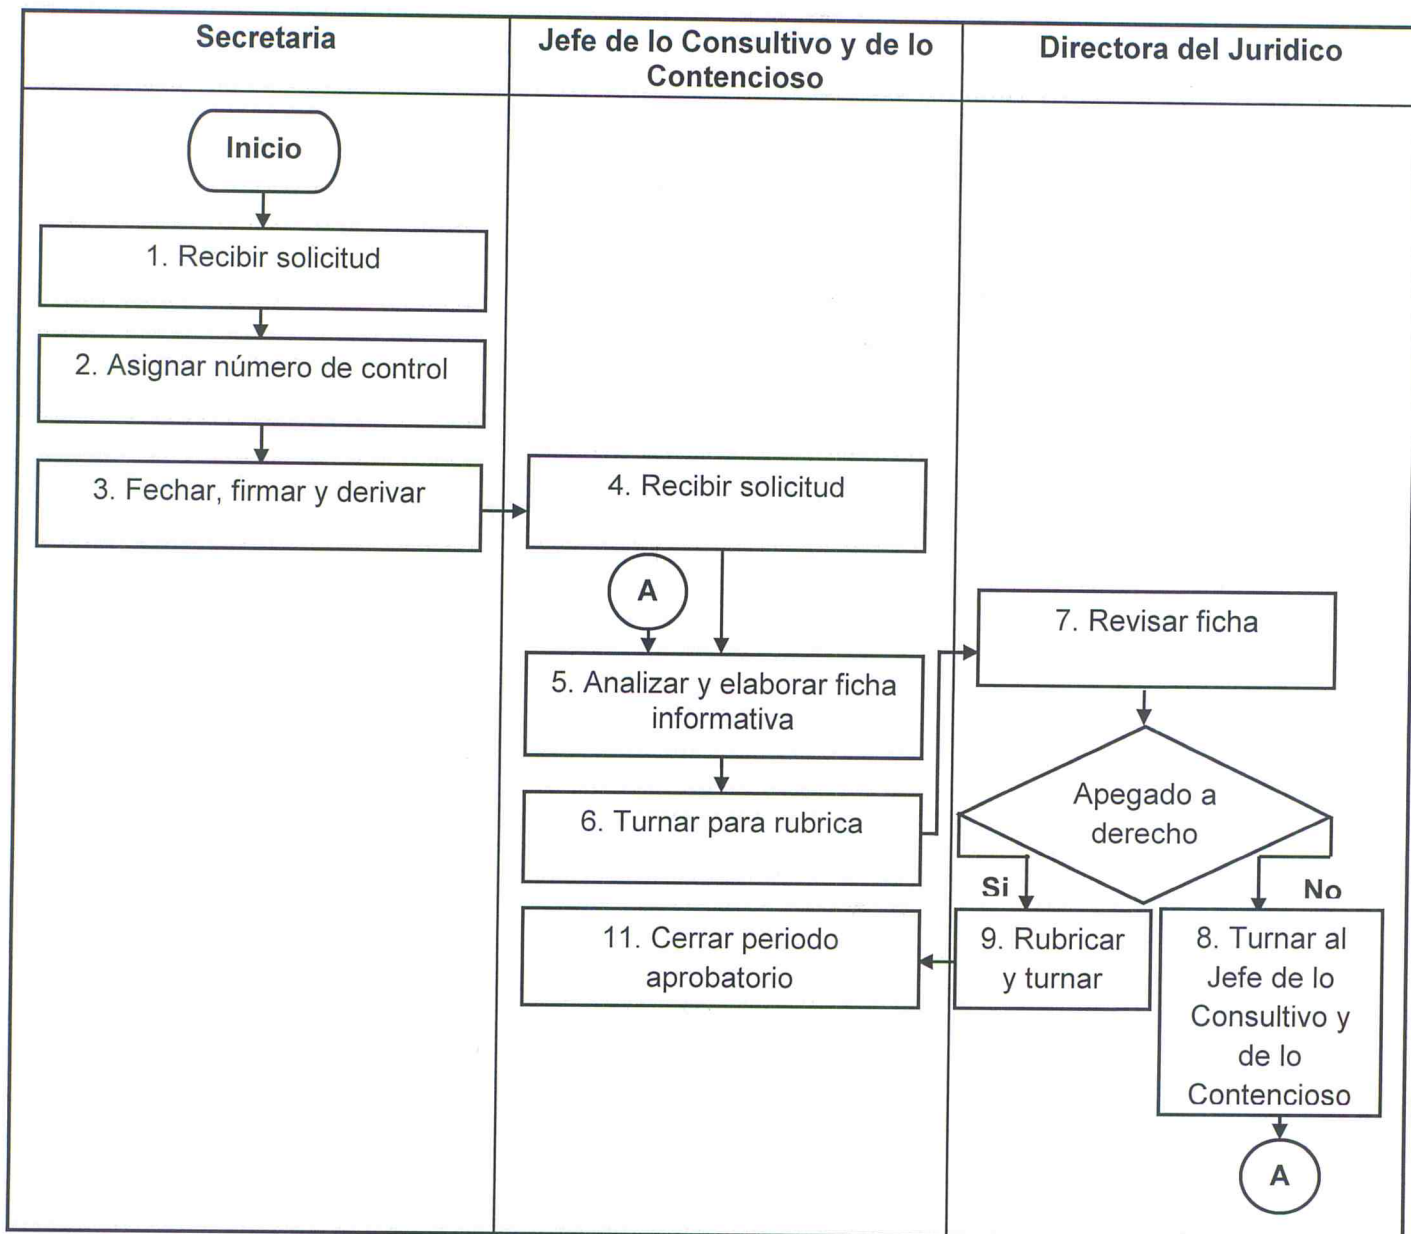 Secretaria
Jefe de lo Consultivo y de lo
Contencioso
Directora del Juridico
Inicio
1. Recibir solicitud
2. Asignar número de control
3. Fechar, firmar y derivar
4. Recibir solicitud
A
5. Analizar y elaborar ficha
informativa
6. Turnar para rubrica
7. Revisar ficha
Apegado a
derecho
Si
No
9. Rubricar
y turnar
8. Turnar al
Jefe de lo
Consultivo y
de lo
Contencioso
A
11. Cerrar periodo
aprobatorio